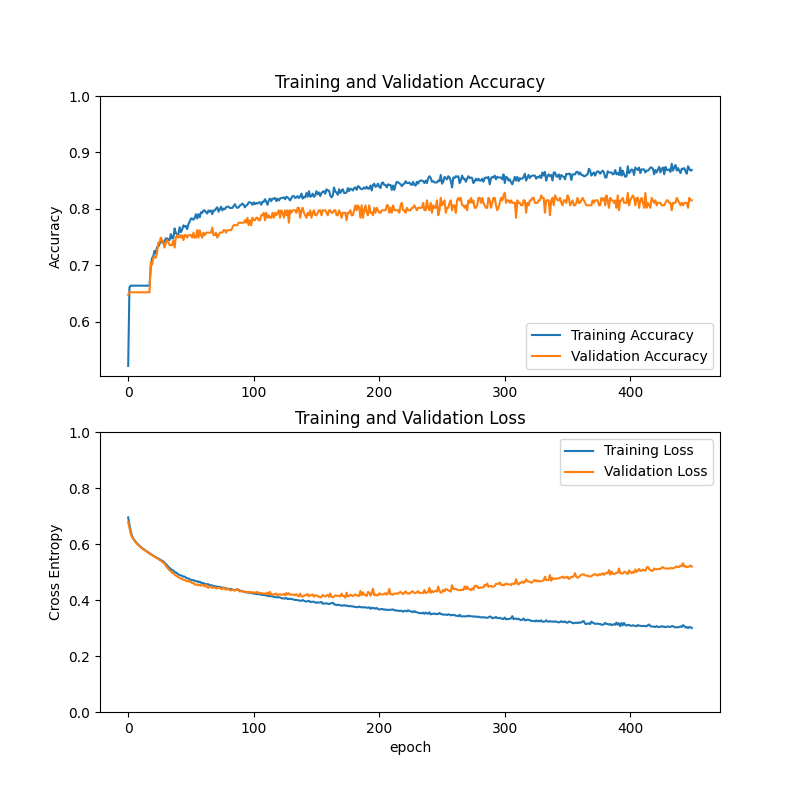 Training and Validation Accuracy
Accuracy
1.0
0.9
0.8
0.7
0.6
Training Accuracy
Validation Accuracy
0 100 200 300 400
Training and Validation Loss
Cross Entropy
1.0
0.8
0.6
0.4
0.2
0.0
Training Loss
Validation Loss
0 100 200 300 400
epoch